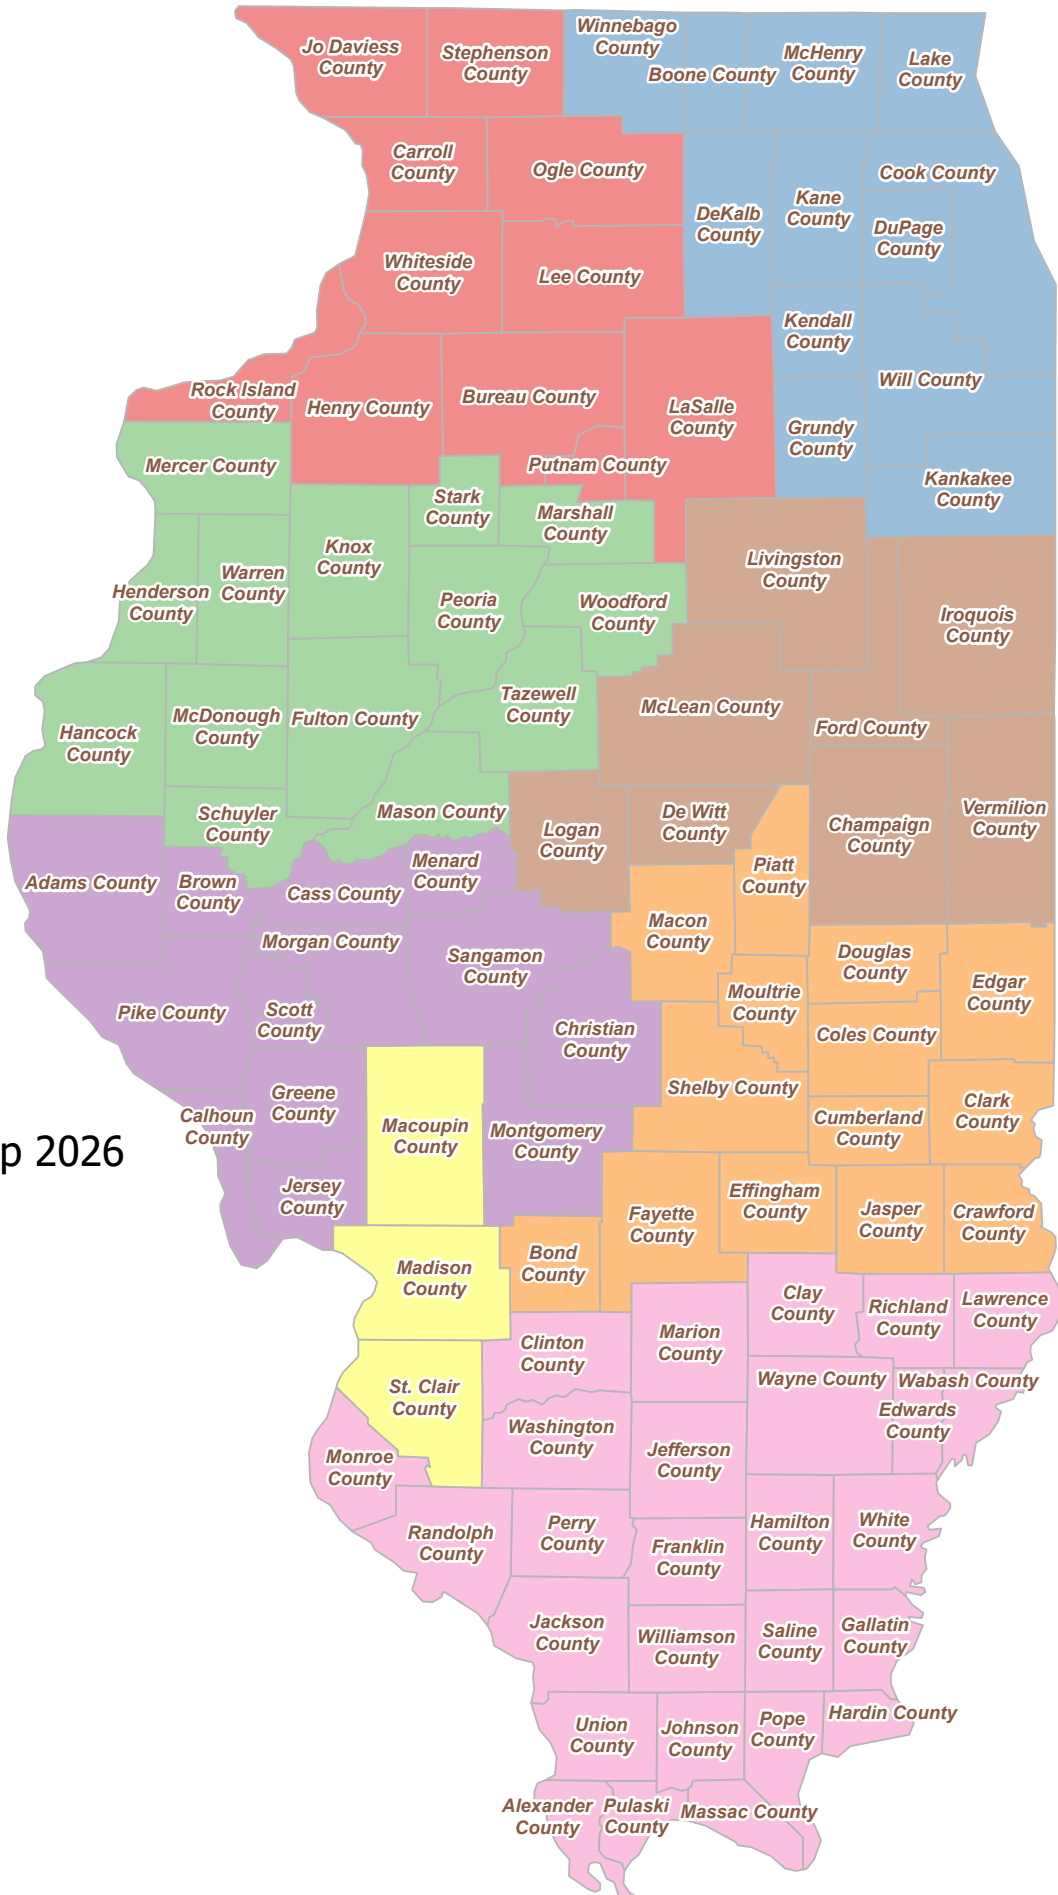 Jo Daviess
County
Stephenson
County
Winnebago
County
Boone County
McHenry
County
Lake
County
Carroll
County
Ogle County
DeKalb
County
Kane
County
Cook County
DuPage
County
Whiteside
County
Lee County
Kendall
County
Will County
Rock Island
County
Henry County
Bureau County
LaSalle
County
Grundy
County
Putnam County
Kankakee
County
Mercer County
Stark
County
Marshall
County
Knox
County
Livingston
County
Henderson
County
Warren
County
Peoria
County
Woodford
County
Iroquois
County
Hancock
County
McDonough
County
Fulton County
Tazewell
County
McLean County
Ford County
Schuyler
County
Mason County
Logan
County
De Witt
County
Champaign
County
Vermilion
County
Piatt
County
Adams County
Brown
County
Cass County
Menard
County
Macon
County
Morgan County
Sangamon
County
Douglas
County
Edgar
County
Pike County
Scott
County
Christian
County
Moultrie
County
Coles County
Shelby County
Greene
County
Calhoun
County
Macoupin
County
Montgomery
County
Cumberland
County
Clark
County
p 2026
Jersey
County
Fayette
County
Effingham
County
Jasper
County
Crawford
County
Madison
County
Bond
County
Clay
County
Richland
County
Lawrence
County
Clinton
County
Marion
County
Wayne County
Wabash County
Edwards
County
St. Clair
County
Washington
County
Jefferson
County
Monroe
County
Randolph
County
Perry
County
Franklin
County
Hamilton
County
White
County
Jackson
County
Williamson
County
Saline
County
Gallatin
County
Union
County
Johnson
County
Pope
County
Hardin County
Alexander
County
Pulaski
County
Massac County